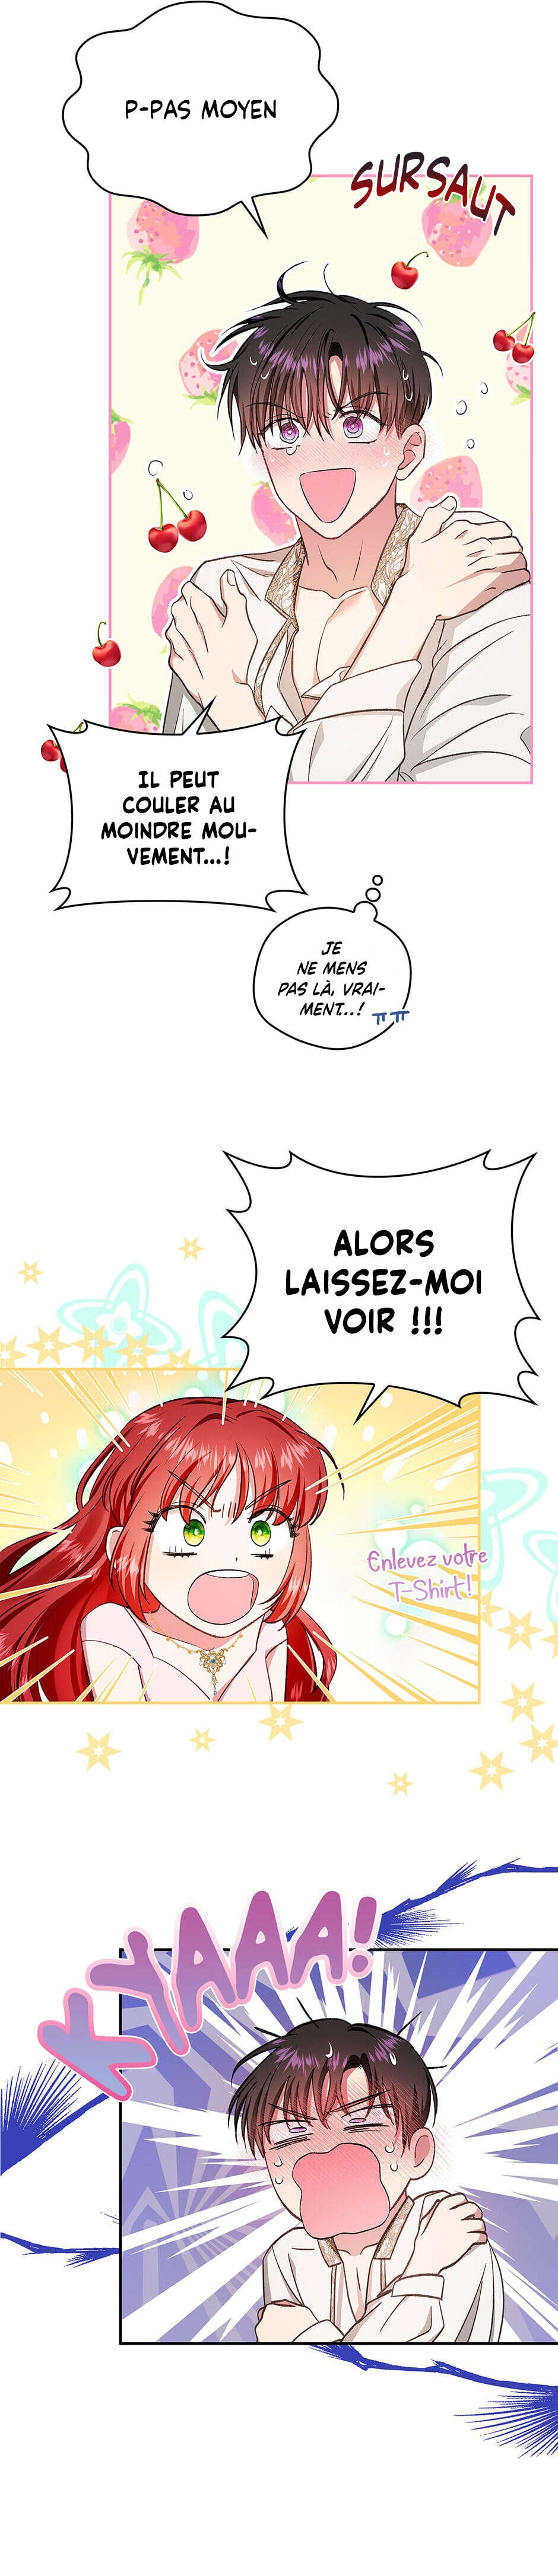 P-PAS MOYEN
SURSAUT
IL PEUT
COULER AU
MOINDRE MOU-
VEMENT...!
JE
NE MENS
PAS LÀ, VRAI-
MENT...!
ㅠㅠ
ALORS
LAISSEZ-MOI
VOIR !!!
Enlevez votre
T-Shirt!
KYAAA!